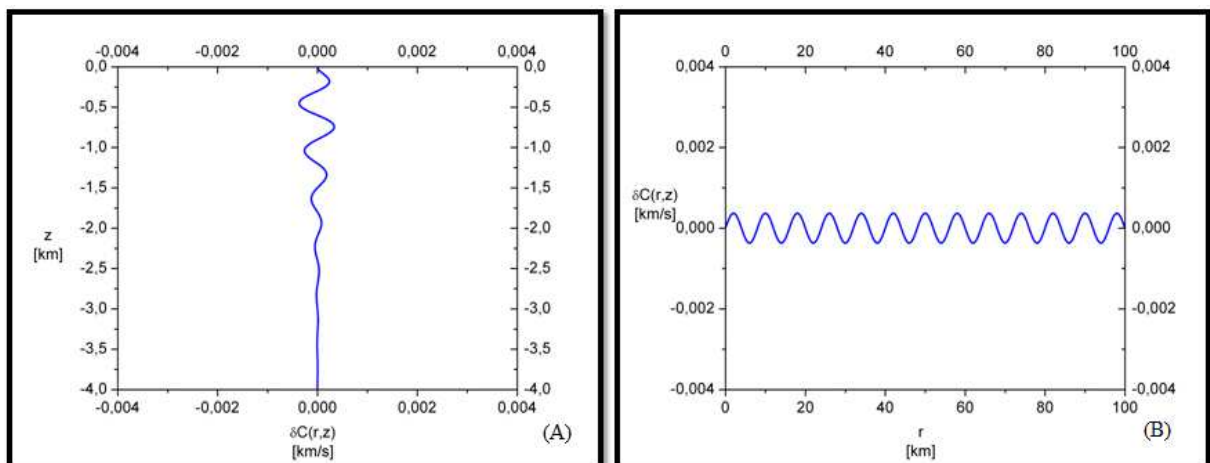 -0,004 -0,002 0,000 0,002 0,004
0,0 0,0
-0,5 -0,5
-1,0 -1,0
-1,5 -1,5
z -2,0 -2,0
[km]
-2,5 -2,5
-3,0 -3,0
-3,5 -3,5
-4,0 -4,0
-0,004 -0,002 0,000 0,002 0,004
δC(r,z)
[km/s]
(A)
0 20 40 60 80 100
0,004 0,004
0,002 0,002
δC(r,z)
[km/s]
0,000 0,000
-0,002 -0,002
-0,004 -0,004
0 20 40 60 80 100
r
[km]
(B)